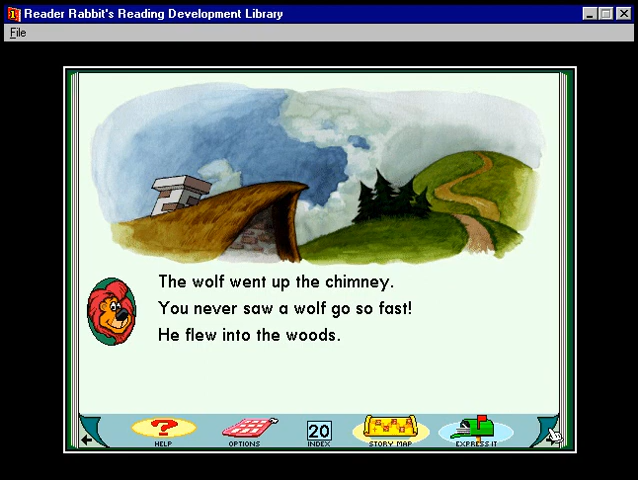 Reader Rabbit's Reading Development Library
File
The wolf went up the chimney.
You never saw a wolf go so fast!
He flew into the woods.
HELP
OPTIONS
20
INDEX
STORY MAP
EXPRESS IT